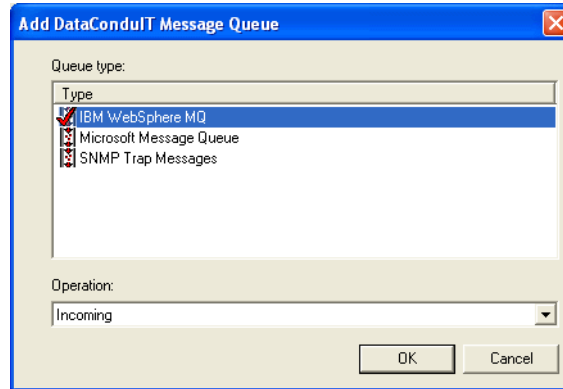 Add DataConduIT Message Queue
Queue type:
Type
IBM WebSphere MQ
Microsoft Message Queue
SNMP Trap Messages
Operation:
Incoming
OK
Cancel